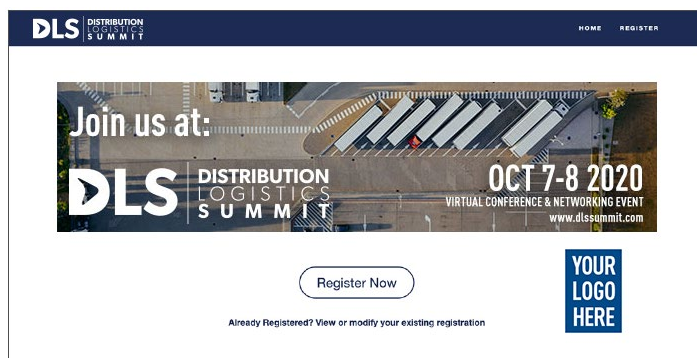 DLS DISTRIBUTION
LOGISTICS
SUMMIT
HOME REGISTER
Join us at:
DLS DISTRIBUTION
LOGISTICS
SUMMIT
OCT 7-8 2020
VIRTUAL CONFERENCE & NETWORKING EVENT
www.dlssummit.com
Register Now
Already Registered? View or modify your existing registration
YOUR
LOGO
HERE